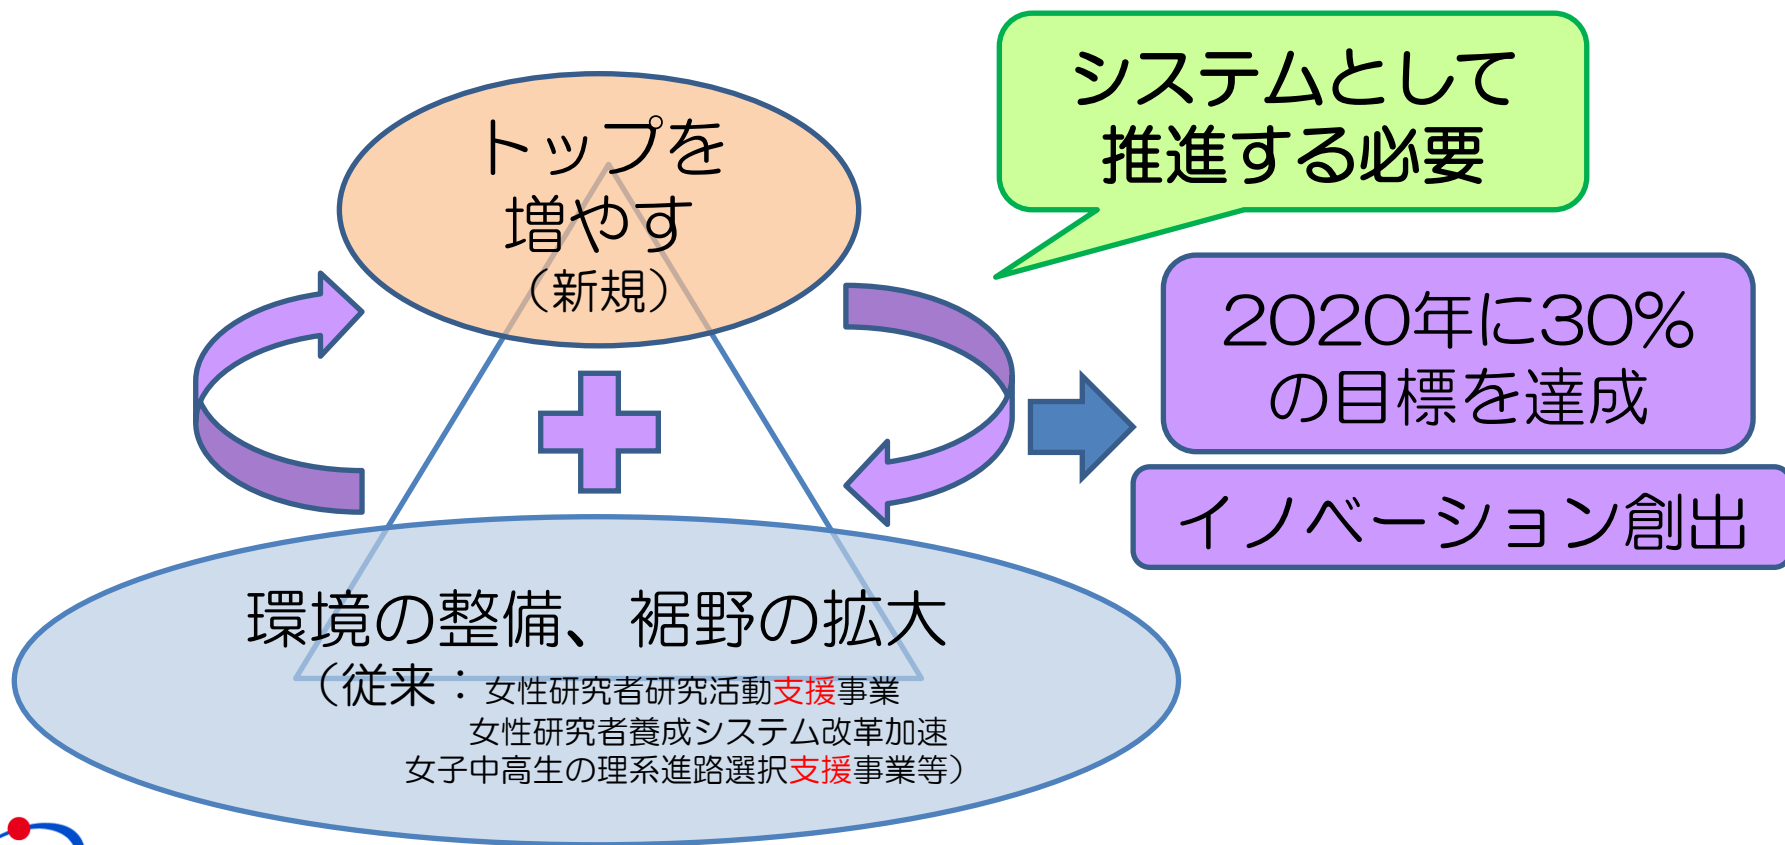 トップを
増やす
（新規）
システムとして
推進する必要
2020年に30%
の目標を達成
イノベーション創出
環境の整備、裾野の拡大
（従来：女性研究者研究活動支援事業
女性研究者養成システム改革加速
女子中高生の理系進路選択支援事業等）